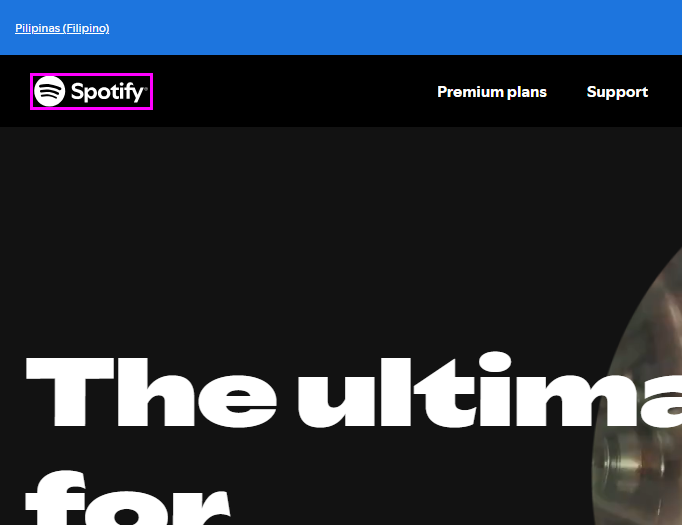 Pilipinas (Filipino)
Spotify
Premium plans
Support
The ultima
for